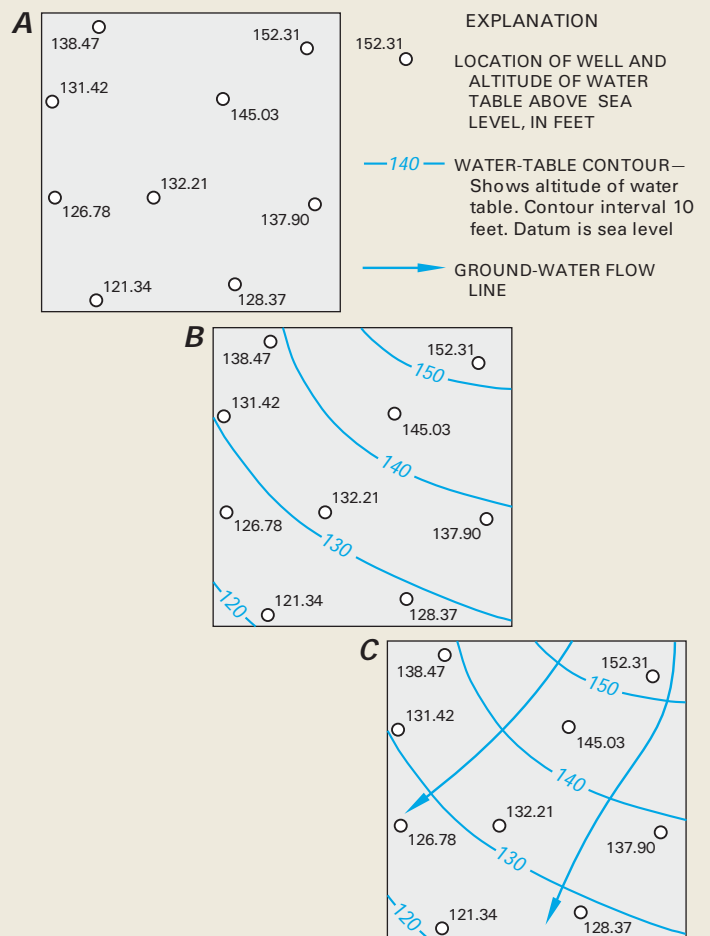 A
138.47
152.31
131.42
145.03
126.78
132.21
137.90
121.34
128.37
EXPLANATION
152.31
LOCATION OF WELL AND
ALTITUDE OF WATER
TABLE ABOVE SEA
LEVEL, IN FEET
140
WATER-TABLE CONTOUR—
Shows altitude of water
table. Contour interval 10
feet. Datum is sea level
GROUND-WATER FLOW
LINE
B
138.47
152.31
150
131.42
145.03
140
132.21
126.78
137.90
130
120
121.34
128.37
C
138.47
152.31
150
131.42
145.03
140
132.21
126.78
137.90
130
120
121.34
128.37